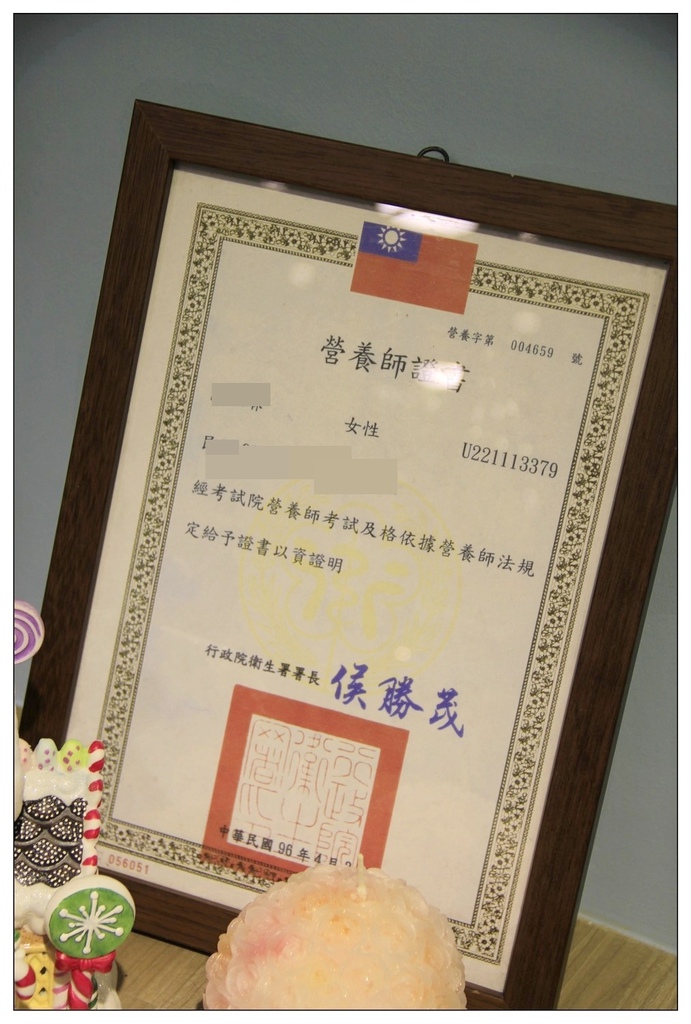 營養字第 004659 號
營養師證書
女性
U221113379
經考試院營養師考試及格依據營養師法規
定給予證書以資證明
行政院衛生署署長 侯勝茂
中華民國 96 年 4 月
056051